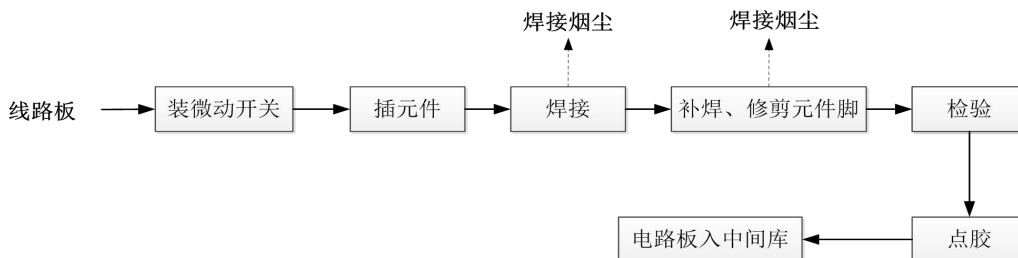 焊接烟尘
焊接烟尘
线路板
装微动开关
插元件
焊接
补焊、修剪元件脚
检验
点胶
电路板入中间库